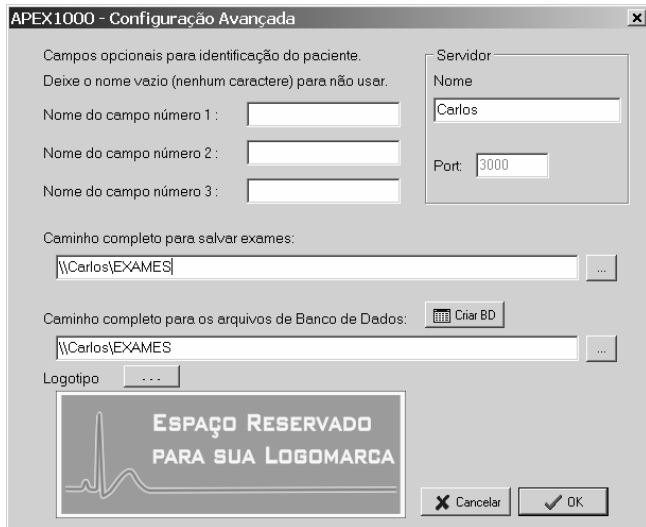 APEX1000 - Configuração Avançada
Campos opcionais para identificação do paciente.
Deixe o nome vazio (nenhum caractere) para não usar.
Nome do campo número 1 :
Nome do campo número 2 :
Nome do campo número 3 :
Servidor
Nome
Carlos
Port: 3000
Caminho completo para salvar exames:
\\Carlos\EXAMES
...
Caminho completo para os arquivos de Banco de Dados:
Criar BD
\\Carlos\EXAMES
...
Logotipo
...
ESPAÇO RESERVADO
PARA SUA LOGOMARCA
Cancelar
OK